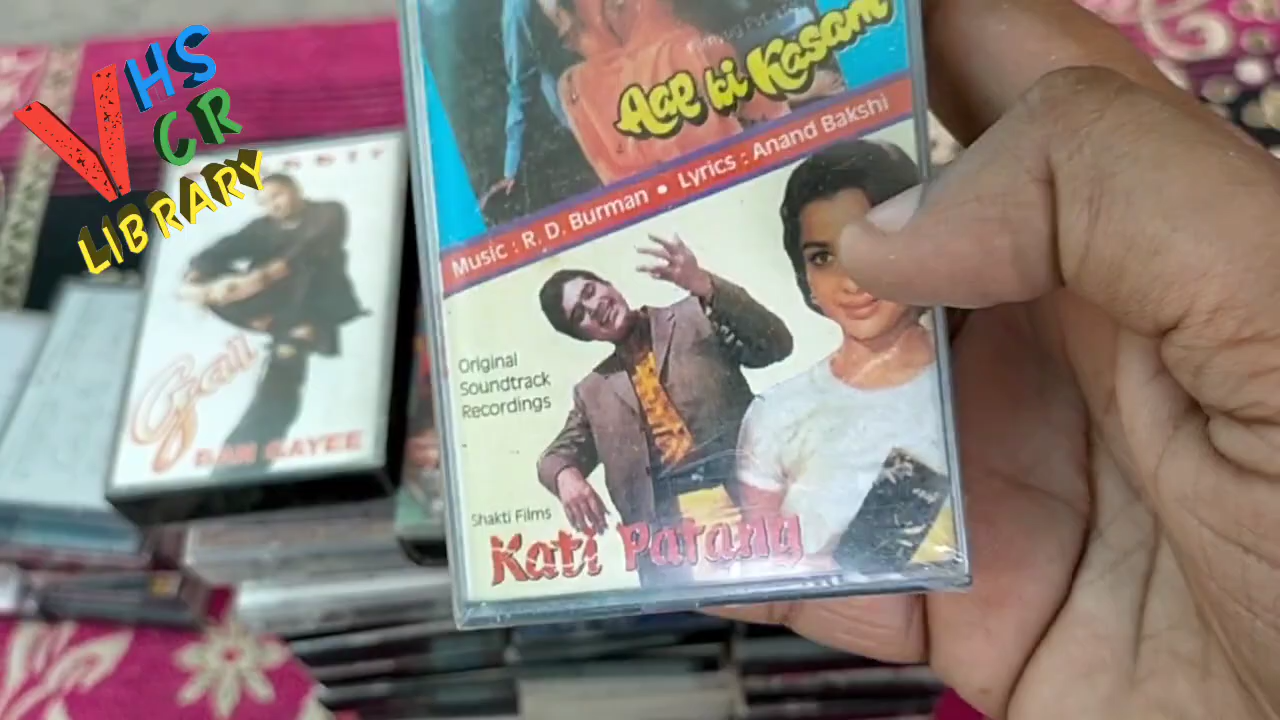 VHS
CR
LIBRARY
Aap ki Kasam
Music : R. D. Burman • Lyrics : Anand Bakshi
Original
Soundtrack
Recordings
Shakti Films
Kati Patang
Gal
BAN GAYEE